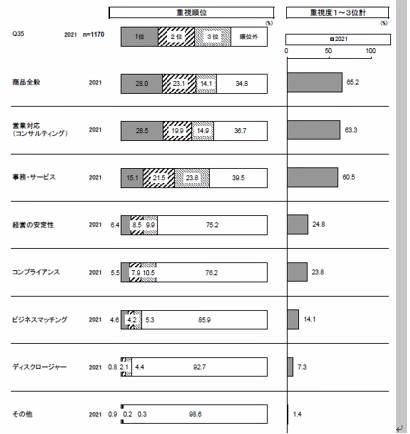 重視順位
重視度1～3位計
(%)
(%)
Q35 2021 n=1170 1位 2位 3位 順位外
2021
0 50 100
商品全般 2021 28.0 23.1 14.1 34.8 65.2
営業対応
(コンサルティング) 2021 28.5 19.9 14.9 36.7 63.3
事務・サービス 2021 15.1 21.5 23.8 39.5 60.5
経営の安定性 2021 6.4 8.5 9.9 75.2 24.8
コンプライアンス 2021 5.5 7.9 10.5 76.2 23.8
ビジネスマッチング 2021 4.6 4.2 5.3 85.9 14.1
ディスクロージャー 2021 0.8 2.1 4.4 92.7 7.3
その他 2021 0.9 0.2 0.3 98.6 1.4